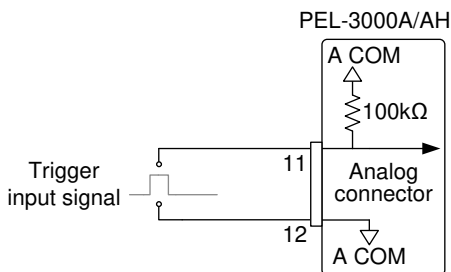 PEL-3000A/AH
A COM
100kΩ
11
Trigger
input signal
Analog
connector
12
A COM